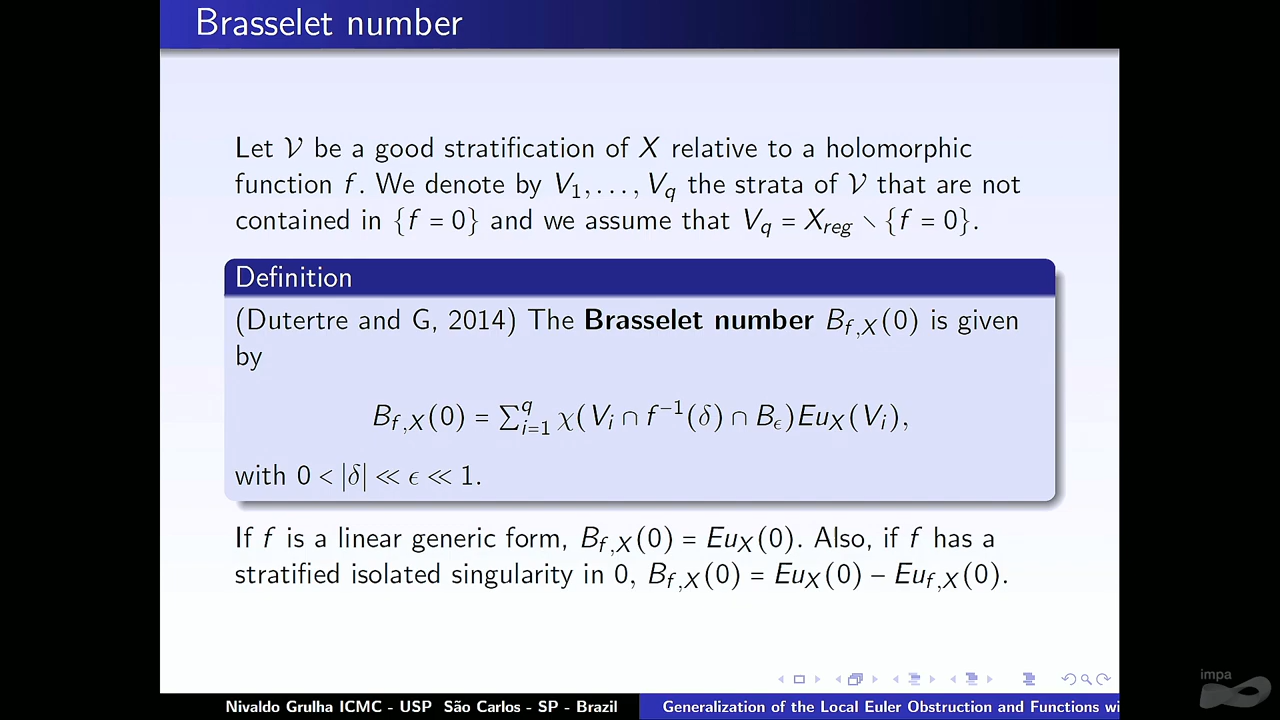 Brasselet number
Let 𝒱 be a good stratification of X relative to a holomorphic
function f. We denote by V₁, . . . , V_q the strata of 𝒱 that are not
contained in {f = 0} and we assume that V_q = X_reg ∖ {f = 0}.
Definition
(Dutertre and G, 2014) The Brasselet number B_{f,X}(0) is given
by
B_{f,X}(0) = ∑_{i=1}^{q} χ(V_i ∩ f⁻¹(δ) ∩ B_ϵ)Eu_X(V_i),
with 0 < |δ| ≪ ϵ ≪ 1.
If f is a linear generic form, B_{f,X}(0) = Eu_X(0). Also, if f has a
stratified isolated singularity in 0, B_{f,X}(0) = Eu_X(0) − Eu_{f,X}(0).
impa
Nivaldo Grulha ICMC - USP São Carlos - SP - Brazil
Generalization of the Local Euler Obstruction and Functions wi